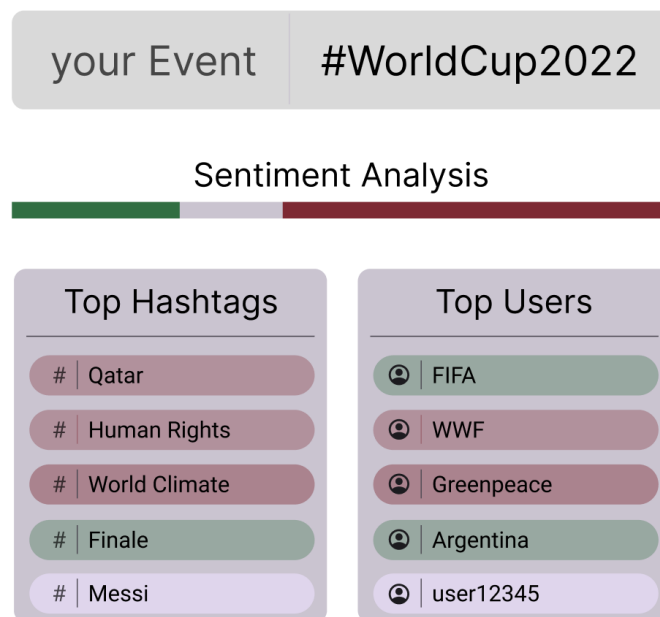 your Event
#WorldCup2022
Sentiment Analysis
Top Hashtags
# Qatar
# Human Rights
# World Climate
# Finale
# Messi
Top Users
FIFA
WWF
Greenpeace
Argentina
user12345